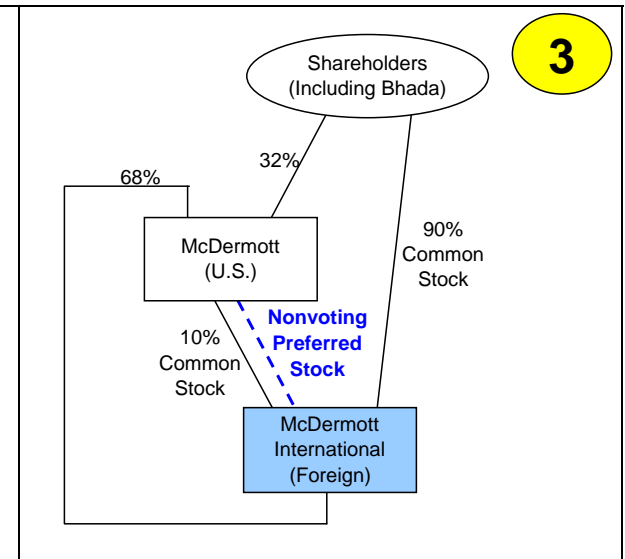 3
Shareholders
(Including Bhada)
32%
68%
McDermott
(U.S.)
90%
Common
Stock
Nonvoting
Preferred
Stock
10%
Common
Stock
McDermott
International
(Foreign)